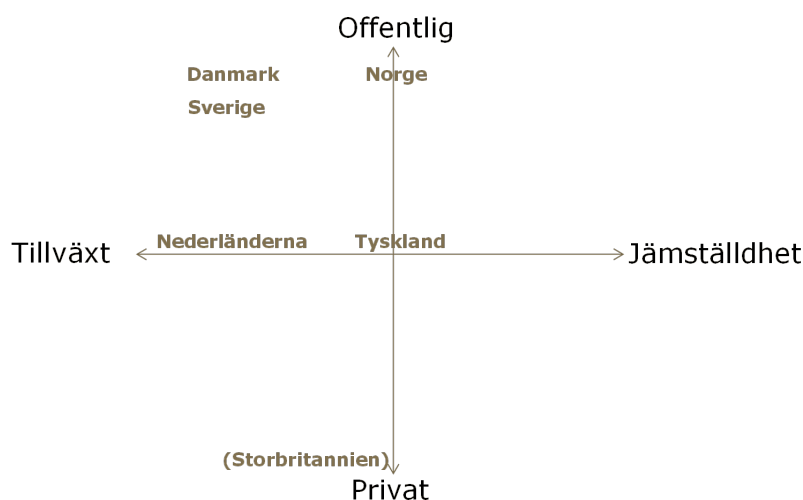 Offentlig
Danmark
Norge
Sverige
Tillväxt
Nederländerna
Tyskland
Jämställdhet
(Storbritannien)
Privat